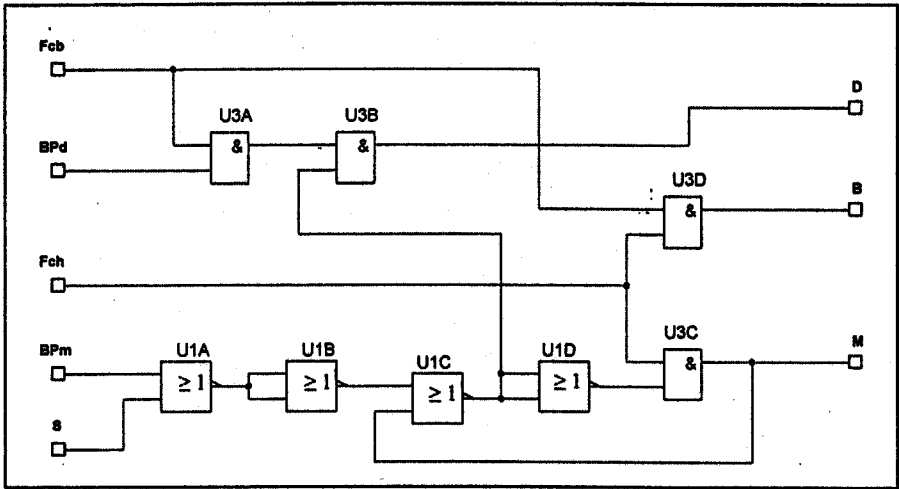 Fcb
D
U3A
U3B
&
&
BPd
U3D
&
B
Fch
U3C
BPm
U1A
U1B
U1C
U1D
&
M
≥ 1
≥ 1
≥ 1
≥ 1
S